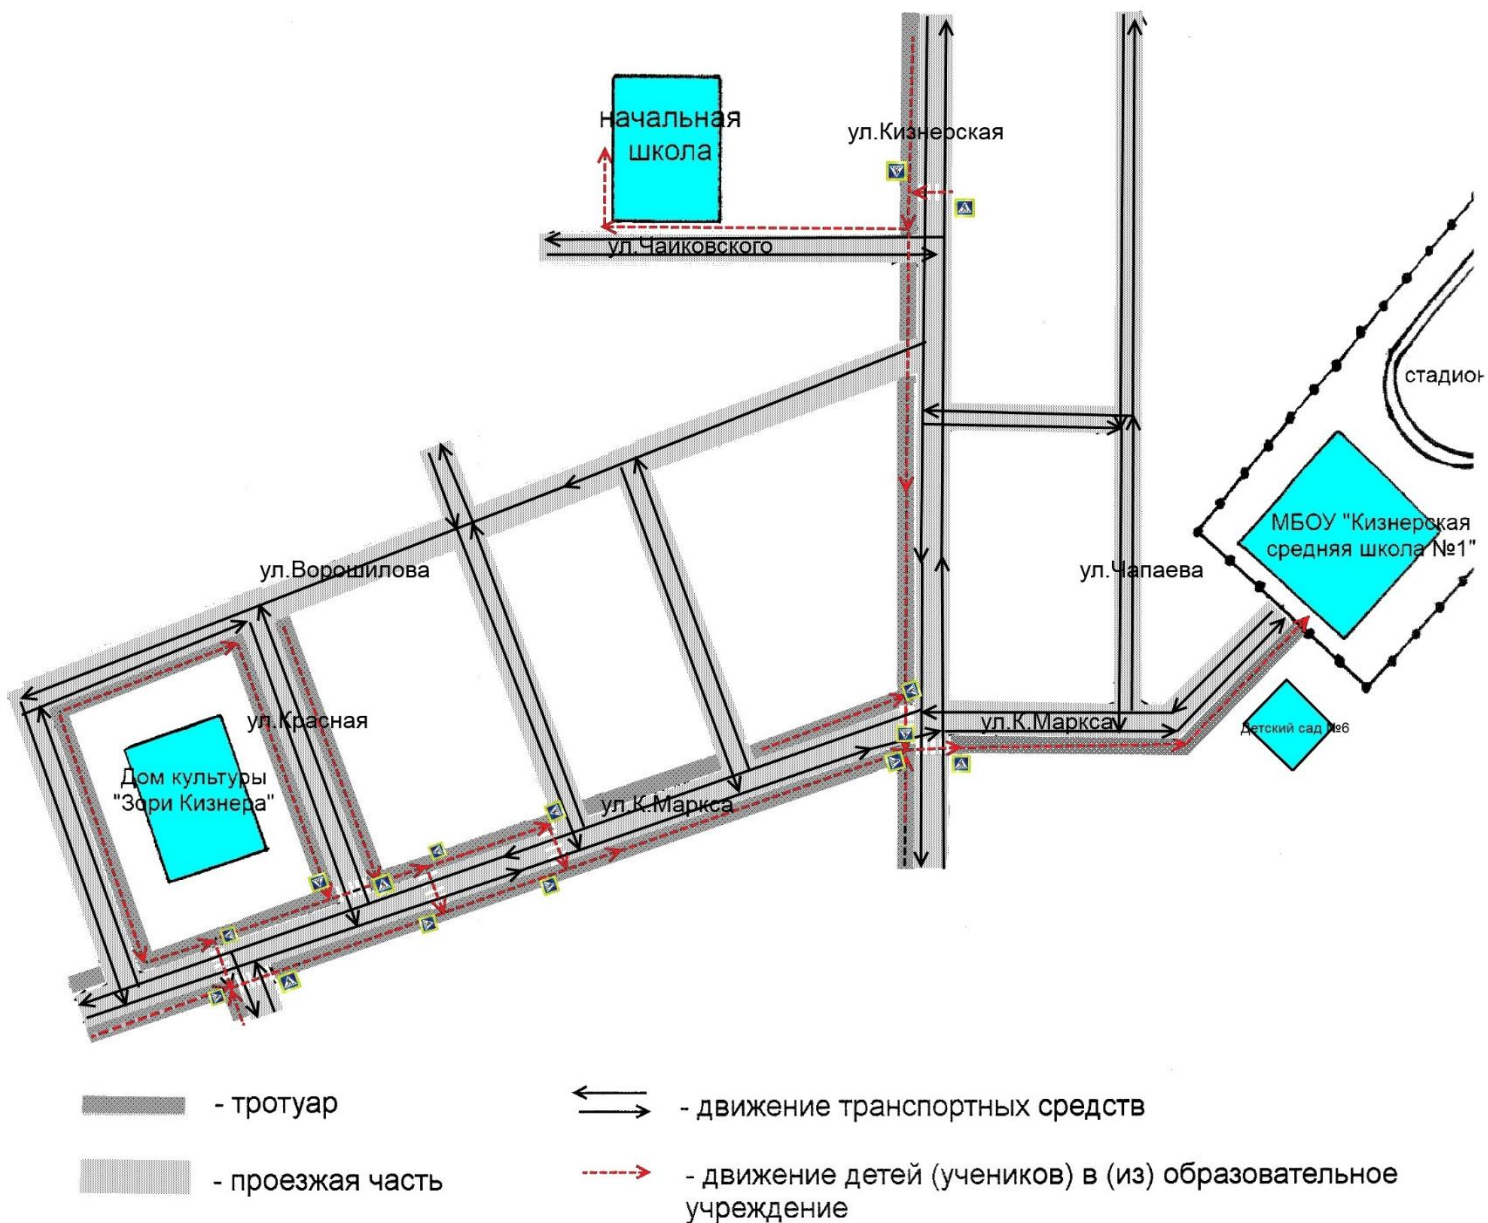 начальная
школа
ул.Кизнерская
ул.Чаиковского
стадион
МБОУ "Кизнерская
средняя школа №1"
ул.Ворошилова
ул.Чапаева
ул.Красная
ул.К.Маркса
Детский сад №6
Дом культуры
"Зори Кизнера"
ул.К.Маркса
- тротуар
- движение транспортных средств
- проезжая часть
- движение детей (учеников) в (из) образовательное
учреждение